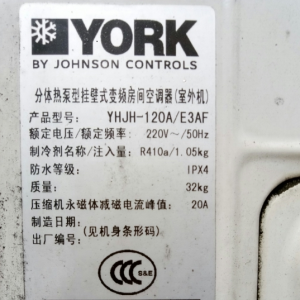 YORK
BY JOHNSON CONTROLS
分体热泵型挂壁式变频房间空调器(室外机)
产品型号: YHJH-120A/E3AF
额定电压/额定频率: 220V～/50Hz
制冷剂名称/注入量: R410a/1.05kg
防水等级: IPX4
质量: 32kg
压缩机永磁体减磁电流峰值: 20A
制造日期:
出厂编号: (见机身条形码)
CCC S&E